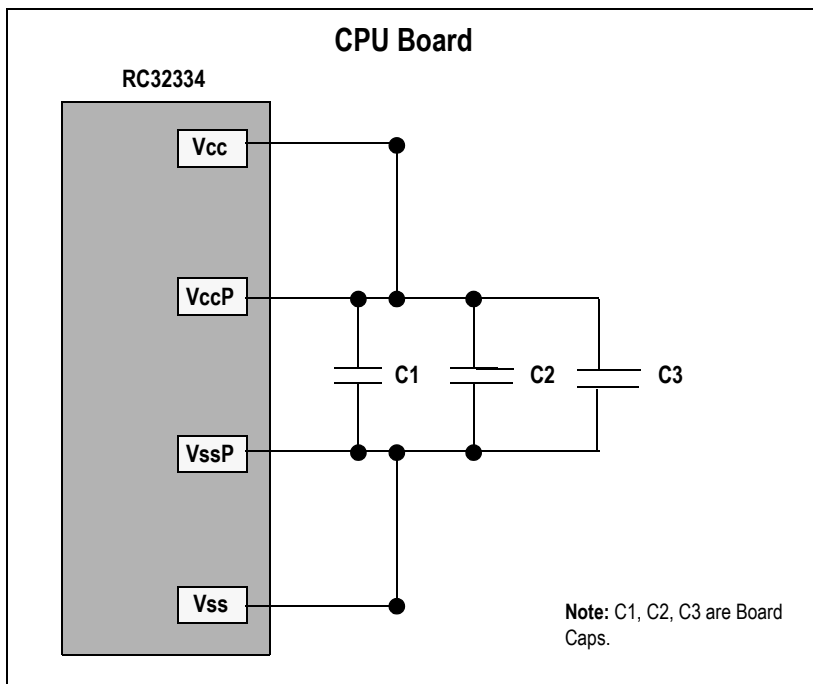 CPU Board
RC32334
Vcc
VccP
C1
C2
C3
VssP
Vss
Note: C1, C2, C3 are Board
Caps.